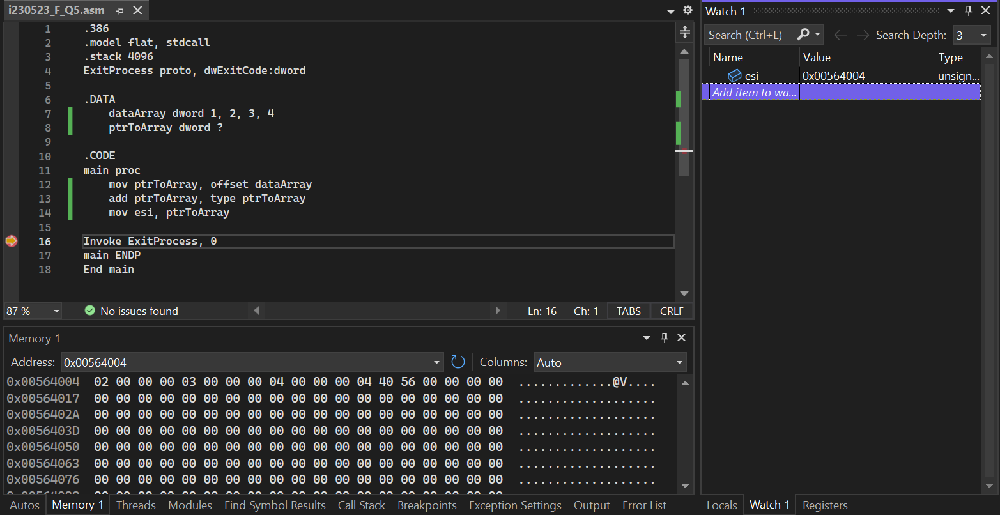 i230523_F_Q5.asm
1 .386
2 .model flat, stdcall
3 .stack 4096
4 ExitProcess proto, dwExitCode:dword
5
6 .DATA
7 dataArray dword 1, 2, 3, 4
8 ptrToArray dword ?
9
10 .CODE
11 main proc
12 mov ptrToArray, offset dataArray
13 add ptrToArray, type ptrToArray
14 mov esi, ptrToArray
15
16 Invoke ExitProcess, 0
17 main ENDP
18 End main
87 % No issues found Ln: 16 Ch: 1 TABS CRLF
Memory 1
Address: 0x00564004 Columns: Auto
0x00564004 02 00 00 00 03 00 00 00 04 00 00 00 04 40 56 00 00 00 00 .............@V....
0x00564017 00 00 00 00 00 00 00 00 00 00 00 00 00 00 00 00 00 00 00 ...................
0x0056402A 00 00 00 00 00 00 00 00 00 00 00 00 00 00 00 00 00 00 00 ...................
0x0056403D 00 00 00 00 00 00 00 00 00 00 00 00 00 00 00 00 00 00 00 ...................
0x00564050 00 00 00 00 00 00 00 00 00 00 00 00 00 00 00 00 00 00 00 ...................
0x00564063 00 00 00 00 00 00 00 00 00 00 00 00 00 00 00 00 00 00 00 ...................
0x00564076 00 00 00 00 00 00 00 00 00 00 00 00 00 00 00 00 00 00 00 ...................
Autos Memory 1 Threads Modules Find Symbol Results Call Stack Breakpoints Exception Settings Output Error List
Watch 1
Search (Ctrl+E) Search Depth: 3
Name Value Type
esi 0x00564004 unsign...
Add item to wa...
Locals Watch 1 Registers